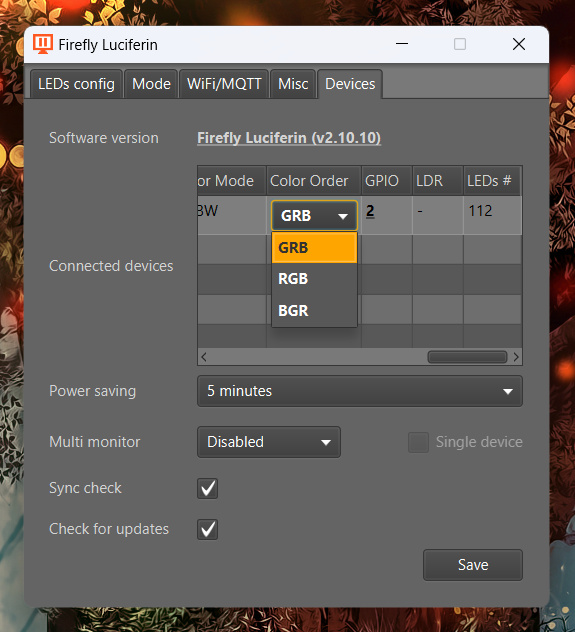 Firefly Luciferin
LEDs config Mode WiFi/MQTT Misc Devices
Software version Firefly Luciferin (v2.10.10)
or Mode Color Order GPIO LDR LEDs #
BW GRB 2 - 112
GRB
Connected devices
RGB
BGR
Power saving 5 minutes
Multi monitor Disabled Single device
Sync check
Check for updates
Save